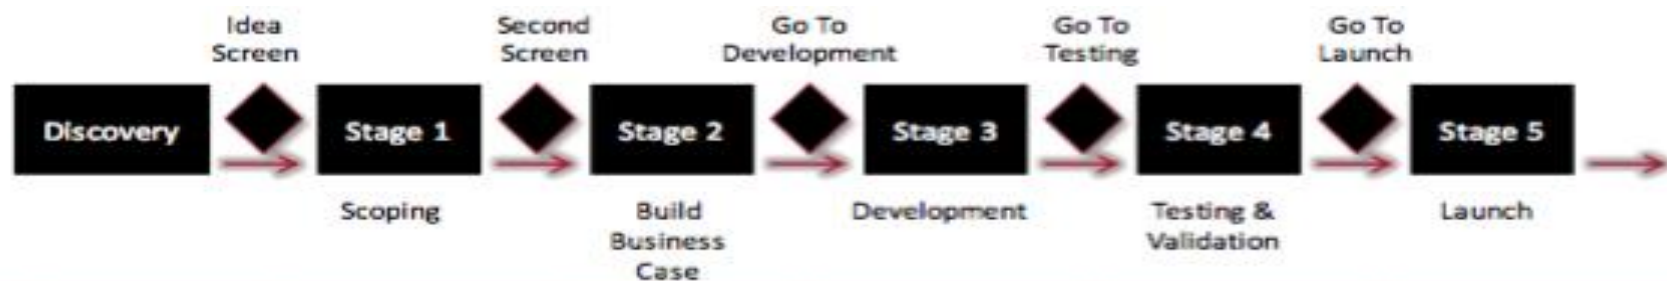 Idea
Screen
Second
Screen
Go To
Development
Go To
Testing
Go To
Launch
Discovery
Stage 1
Stage 2
Stage 3
Stage 4
Stage 5
Scoping
Build
Business
Case
Development
Testing &
Validation
Launch